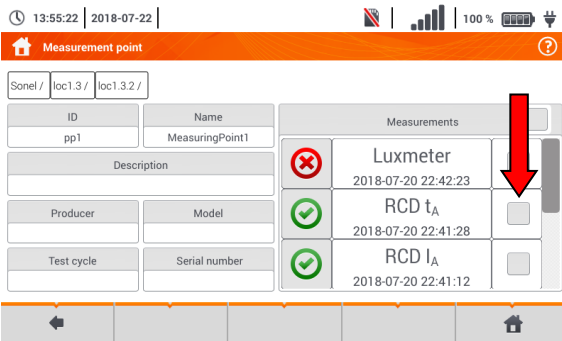 13:55:22 2018-07-22 100 %
Measurement point ?
Sonel / loc1.3 / loc1.3.2 /
ID Name Measurements
pp1 MeasuringPoint1
Luxmeter
2018-07-20 22:42:23
Description
RCD tA
2018-07-20 22:41:28
Producer Model
RCD IA
2018-07-20 22:41:12
Test cycle Serial number